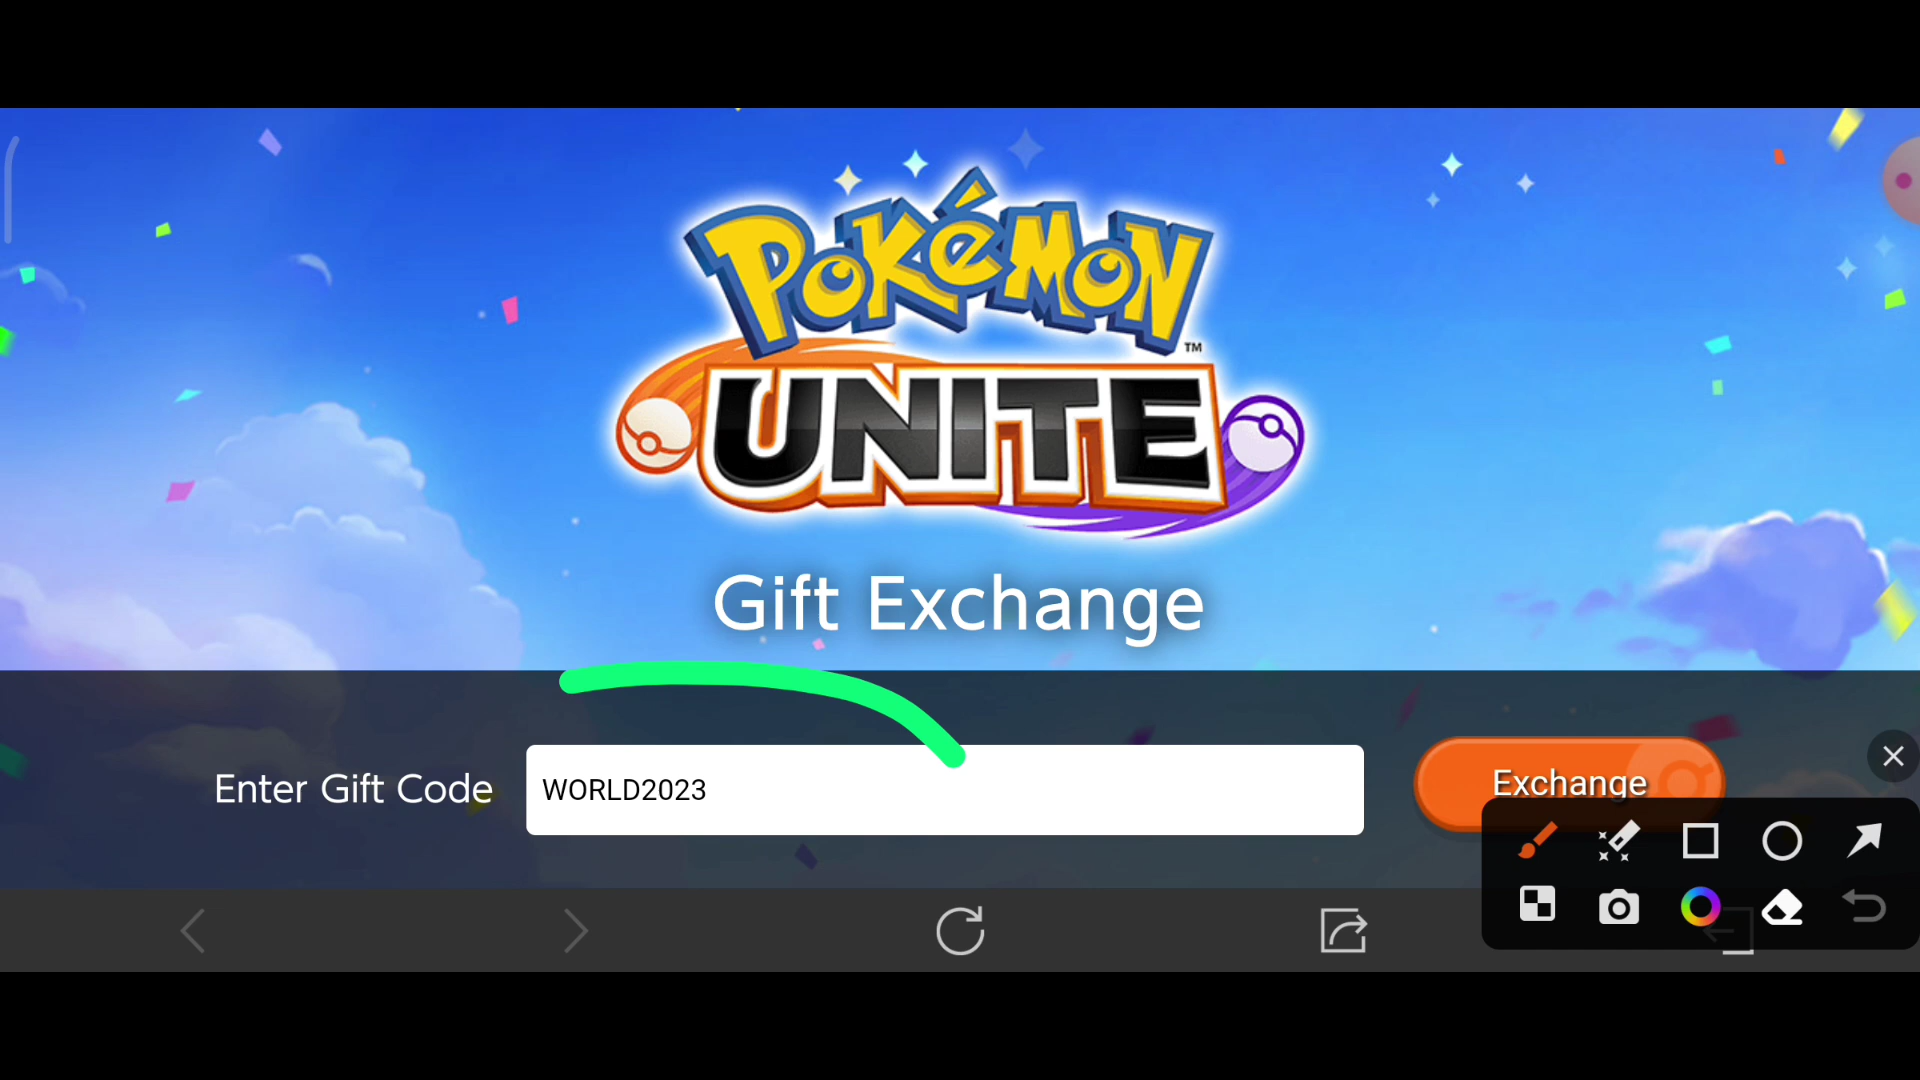 POKéMON
TM
UNITE
Gift Exchange
Enter Gift Code
WORLD2023
Exchange